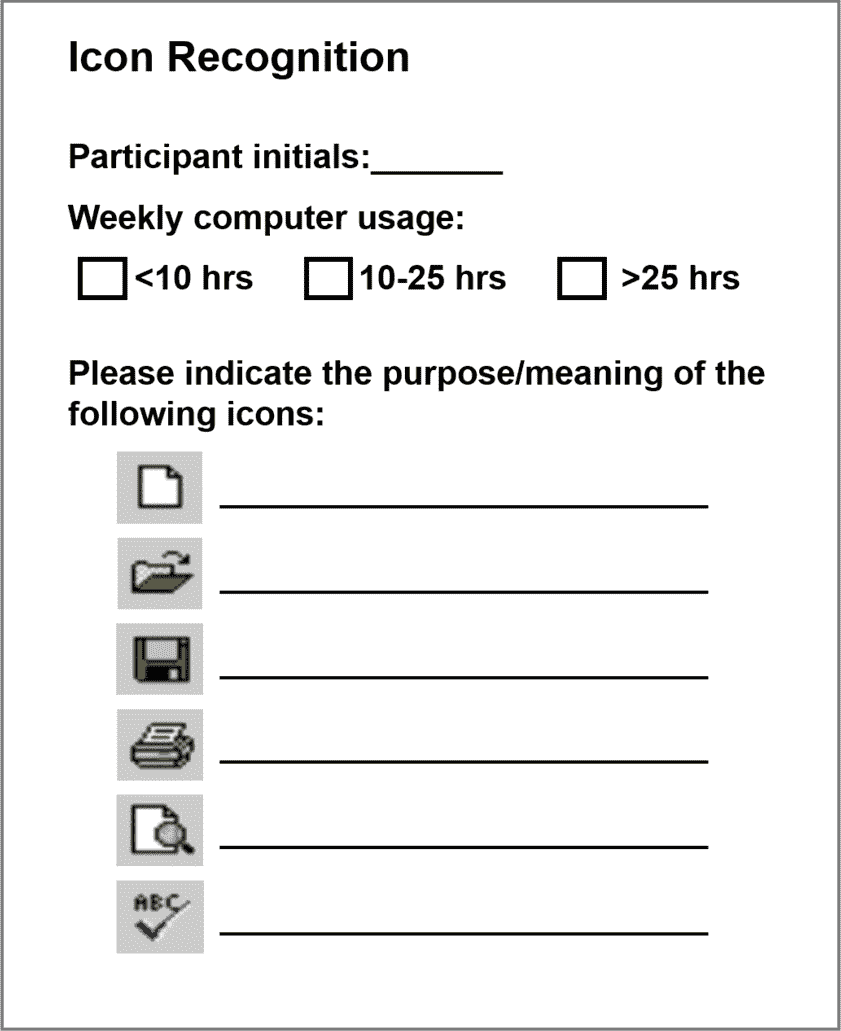 Icon Recognition
Participant initials:_______
Weekly computer usage:
<10 hrs 10-25 hrs >25 hrs
Please indicate the purpose/meaning of the
following icons:
ABC